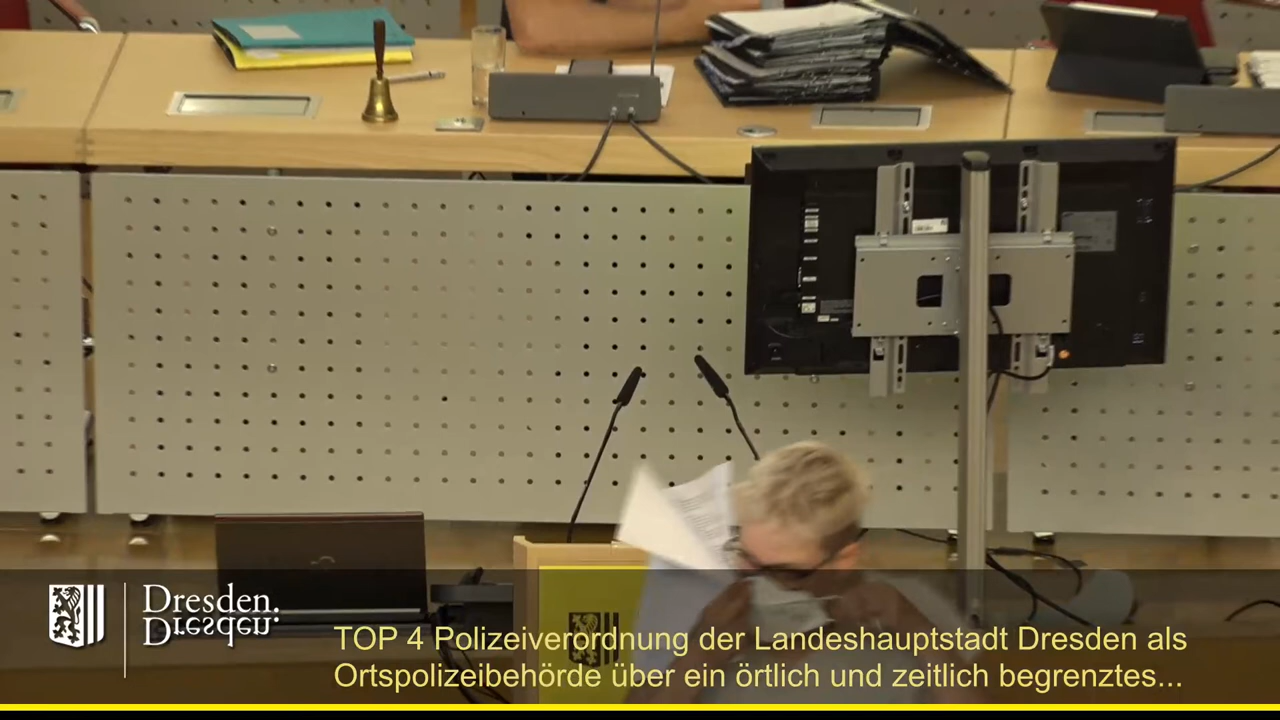 Dresden.
Dresden.
TOP 4 Polizeiverordnung der Landeshauptstadt Dresden als
Ortspolizeibehörde über ein örtlich und zeitlich begrenztes...